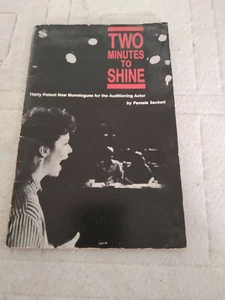 TWO
MINUTES
TO
SHINE
Thirty Potent New Monologues for the Auditioning Actor
by Pamela Sackett